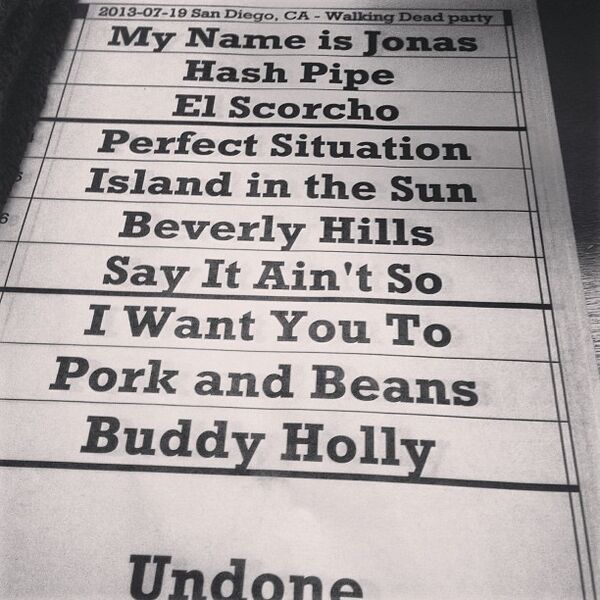 2013-07-19 San Diego, CA - Walking Dead party
My Name is Jonas
Hash Pipe
El Scorcho
Perfect Situation
Island in the Sun
Beverly Hills
Say It Ain't So
I Want You To
Pork and Beans
Buddy Holly
Undone